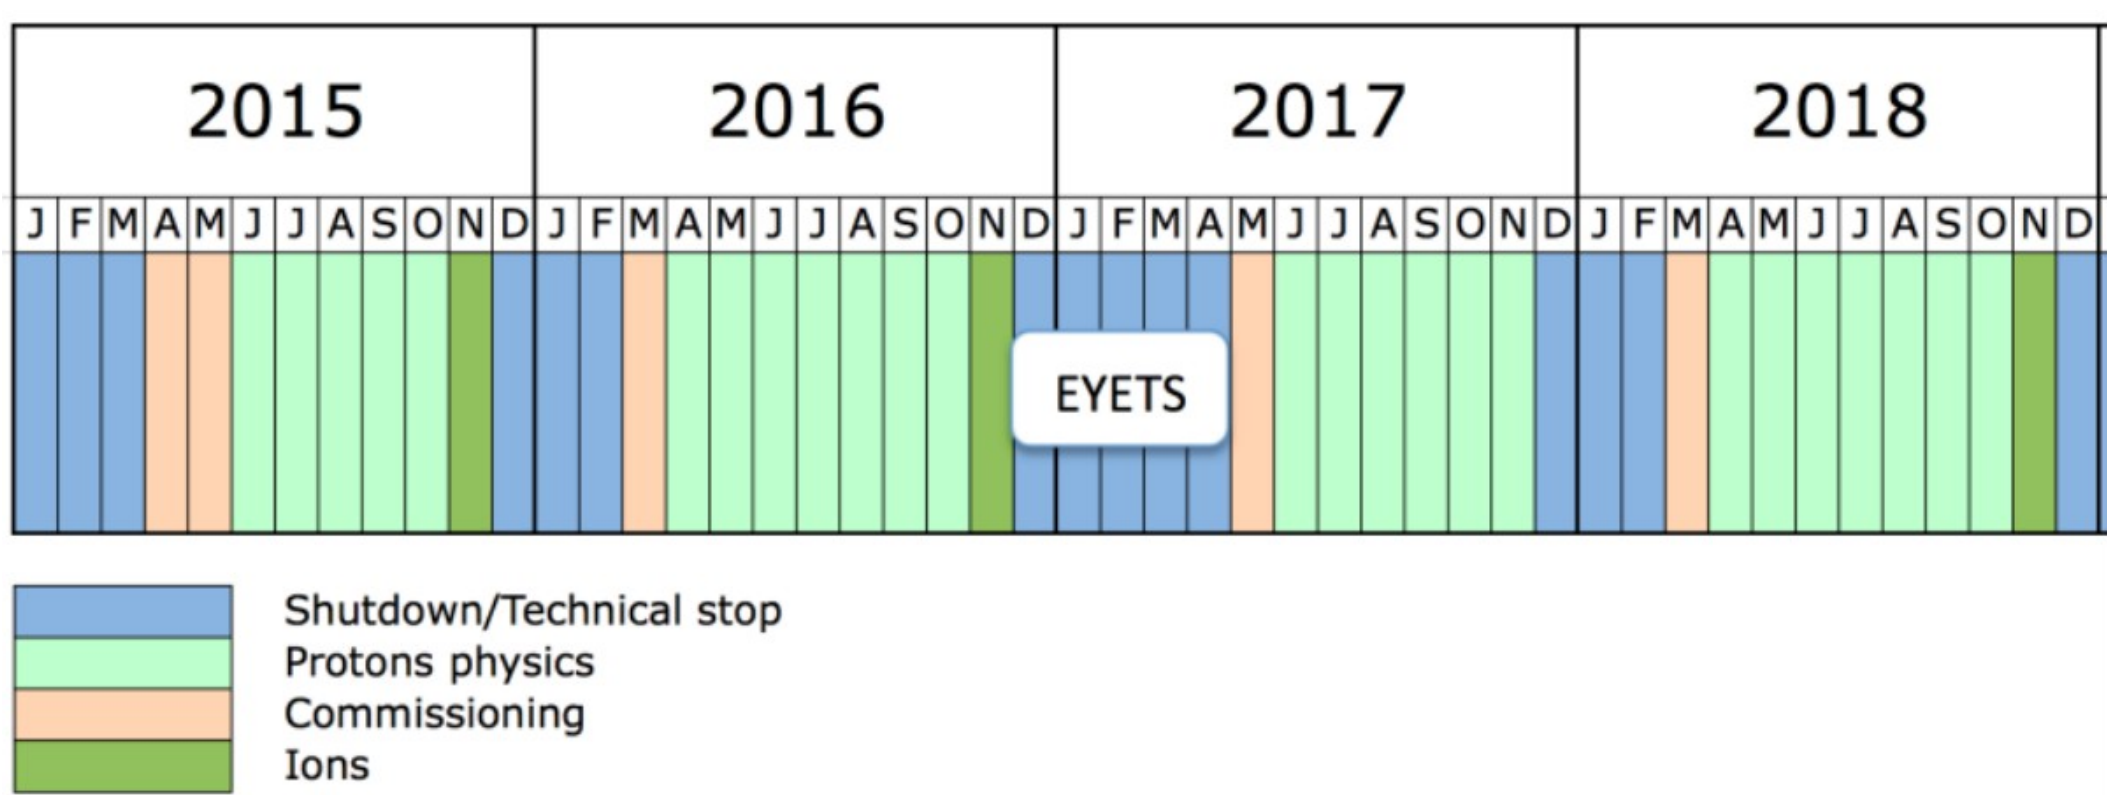 2015 2016 2017 2018
J F M A M J J A S O N D J F M A M J J A S O N D J F M A M J J A S O N D J F M A M J J A S O N D
EYETS
Shutdown/Technical stop
Protons physics
Commissioning
Ions